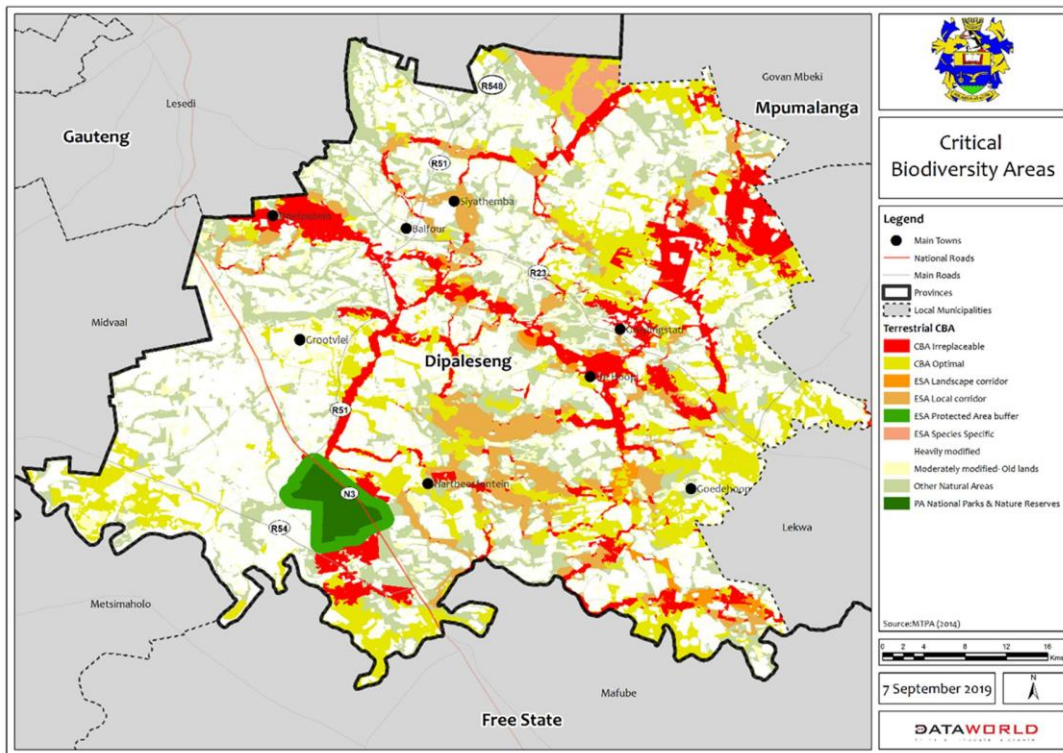 R548
Govan Mbeki
Mpumalanga
Lesedi
Gauteng
R51
Siyathemba
Balfour
R23
Midvaal
Grootvlei
Dipaleseng
R51
Hartbeesfontein
N3
Goedehoop
R54
Lekwa
Metsimaholo
Mafube
Free State
Critical
Biodiversity Areas
Legend
Main Towns
National Roads
Main Roads
Provinces
Local Municipalities
Terrestrial CBA
CBA Irreplaceable
CBA Optimal
ESA Landscape corridor
ESA Local corridor
ESA Protected Area buffer
ESA Species Specific
Heavily modified
Moderately modified- Old lands
Other Natural Areas
PA National Parks & Nature Reserves
Source:MTPA (2014)
0 2 4 8 12 16
Kms
7 September 2019
N
DATAWORLD